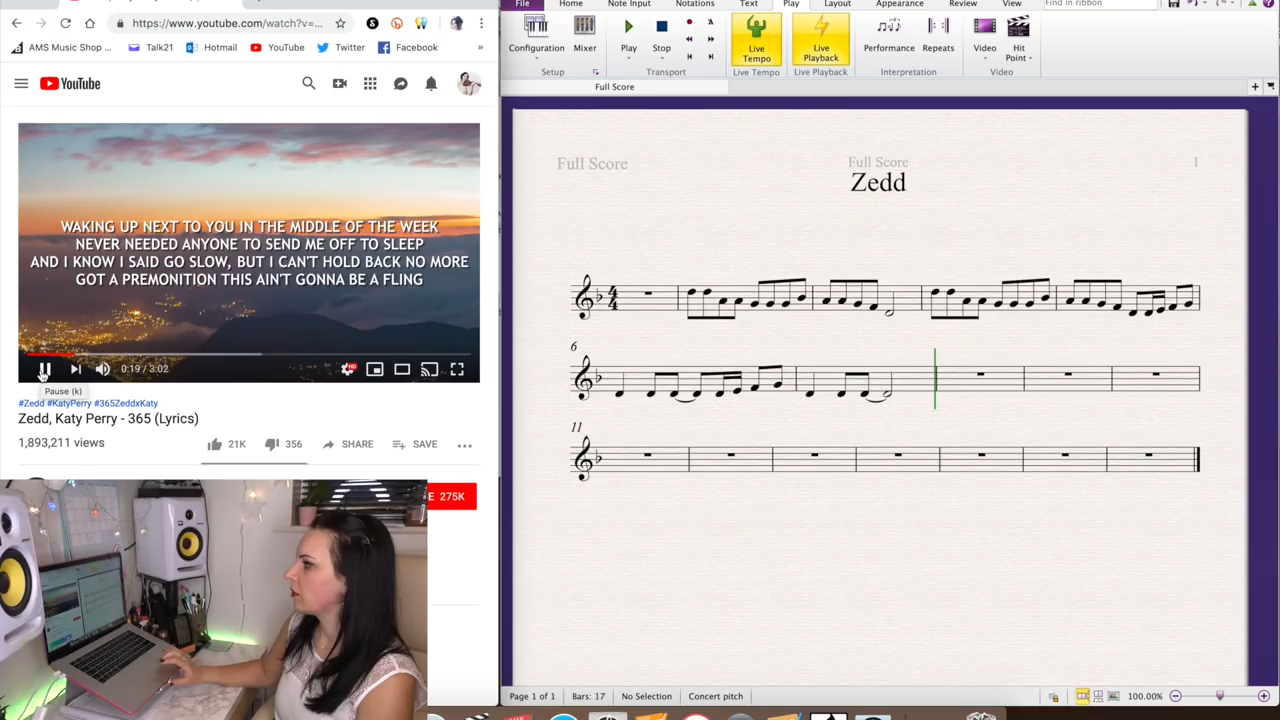 https://www.youtube.com/watch?v=...
AMS Music Shop ...
Talk21
Hotmail
YouTube
Twitter
Facebook
»
YouTube
WAKING UP NEXT TO YOU IN THE MIDDLE OF THE WEEK
NEVER NEEDED ANYONE TO SEND ME OFF TO SLEEP
AND I KNOW I SAID GO SLOW, BUT I CAN'T HOLD BACK NO MORE
GOT A PREMONITION THIS AIN'T GONNA BE A FLING
0:19 / 3:02
HD
Pause (k)
#Zedd #KatyPerry #365ZeddxKaty
Zedd, Katy Perry - 365 (Lyrics)
1,893,211 views
21K
356
SHARE
SAVE
E 275K
File
Home
Note Input
Notations
Text
Play
Layout
Appearance
Review
View
Find in ribbon
Configuration
Mixer
Play
Stop
Live Tempo
Live Playback
Performance
Repeats
Video
Hit Point
Setup
Transport
Live Tempo
Live Playback
Interpretation
Video
Full Score
Full Score
Full Score
1
Zedd
4
4
6
11
Page 1 of 1
Bars: 17
No Selection
Concert pitch
100.00%